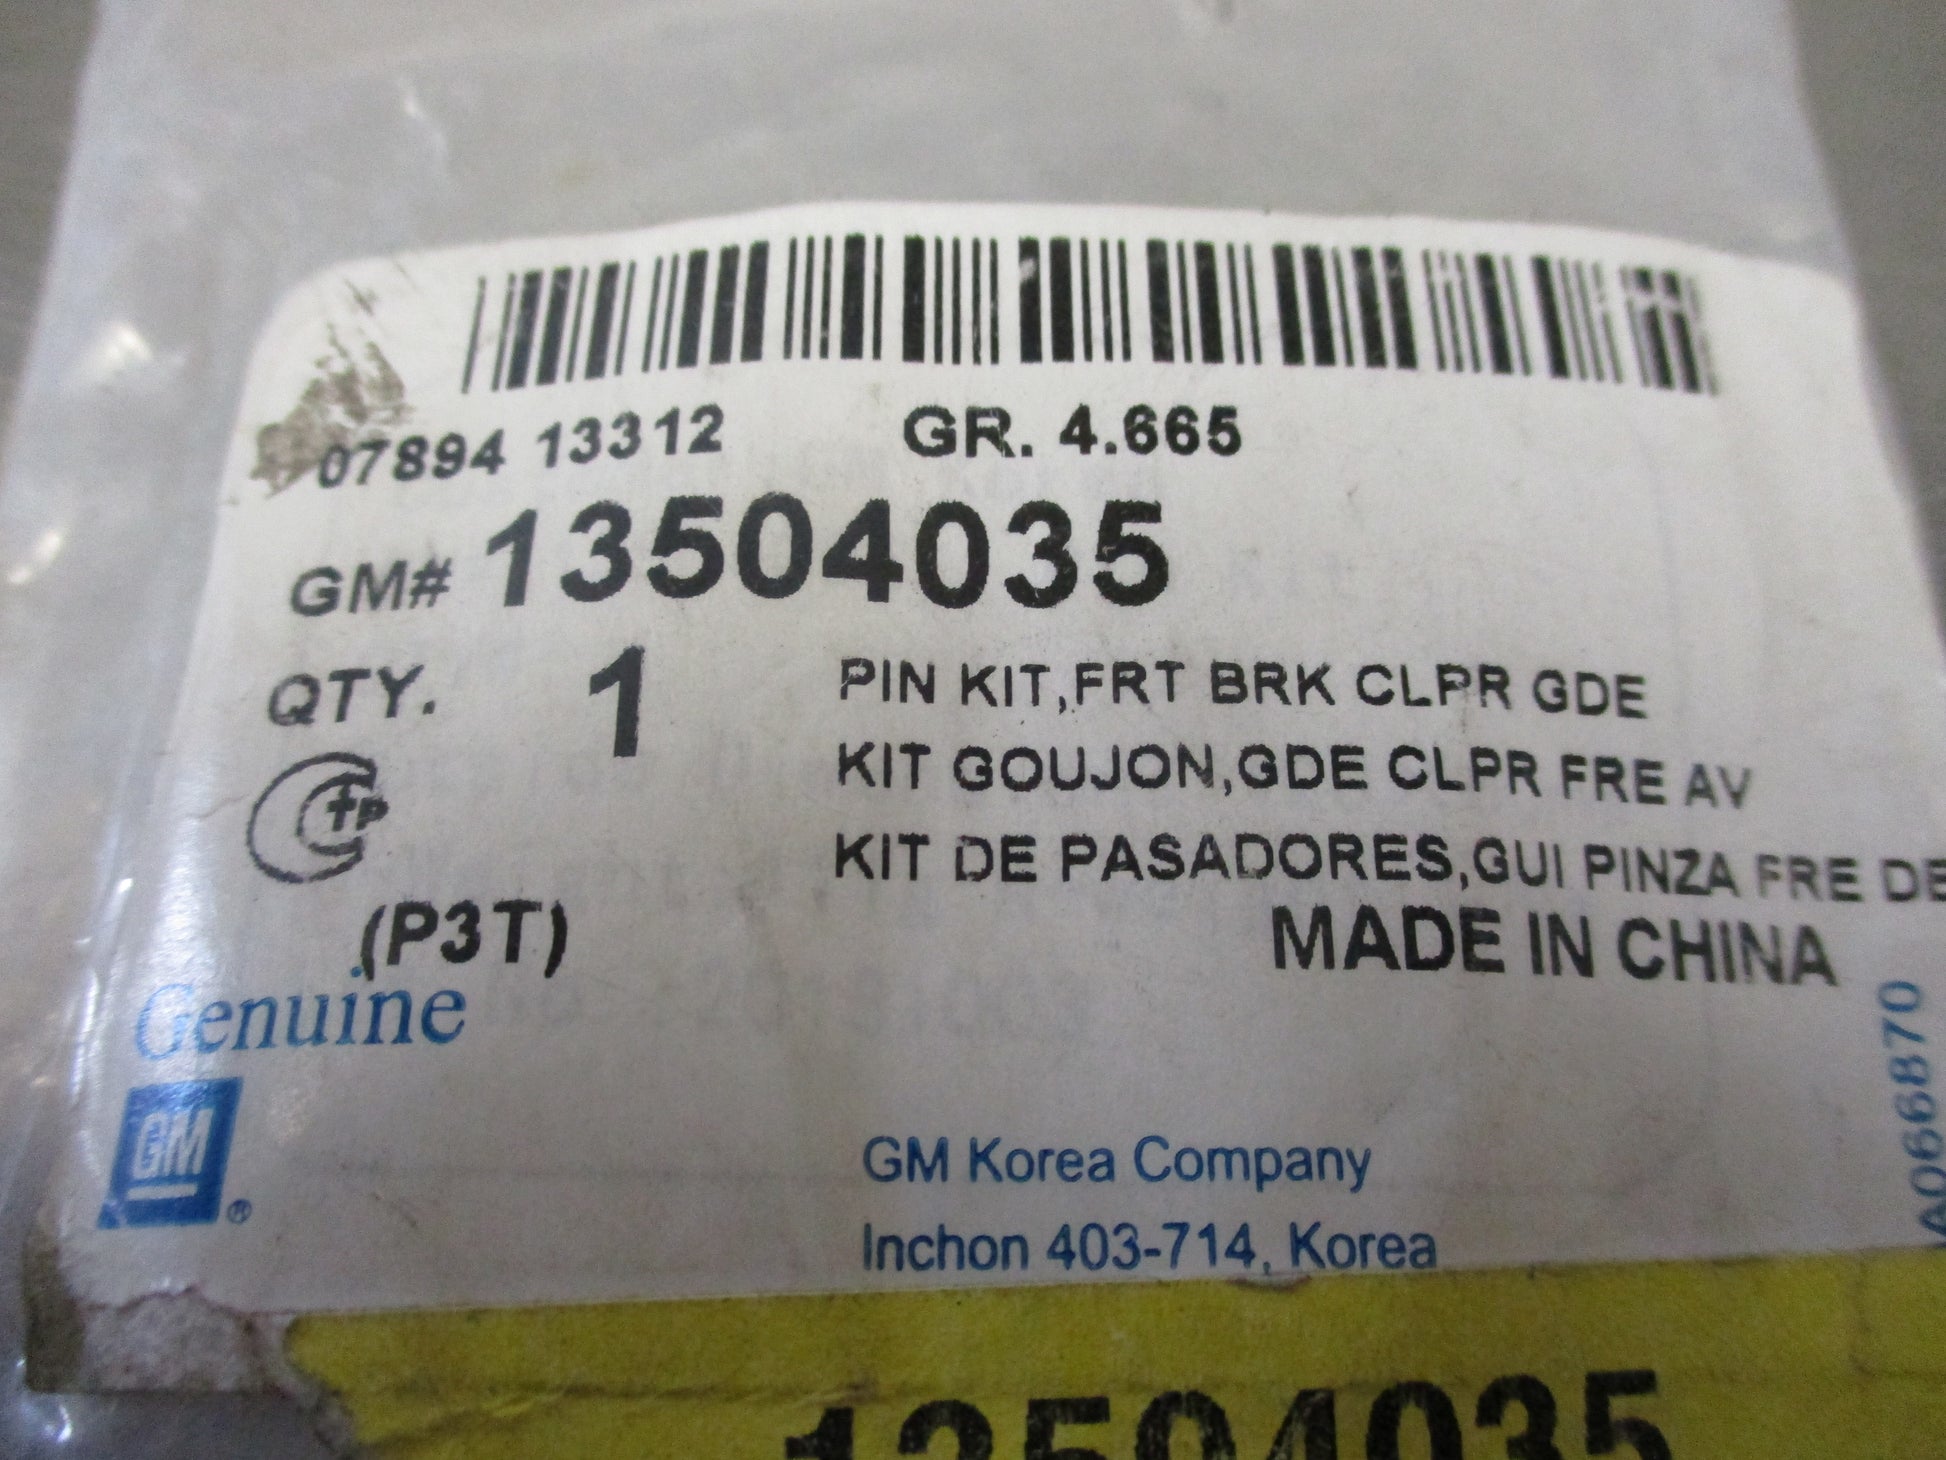 07894 13312 GR. 4.665
GM# 13504035
QTY. 1
PIN KIT,FRT BRK CLPR GDE
KIT GOUJON,GDE CLPR FRE AV
KIT DE PASADORES,GUI PINZA FRE DE
CTP
(P3T)
MADE IN CHINA
Genuine
GM ®
A066870
GM Korea Company
Inchon 403-714, Korea
13504035